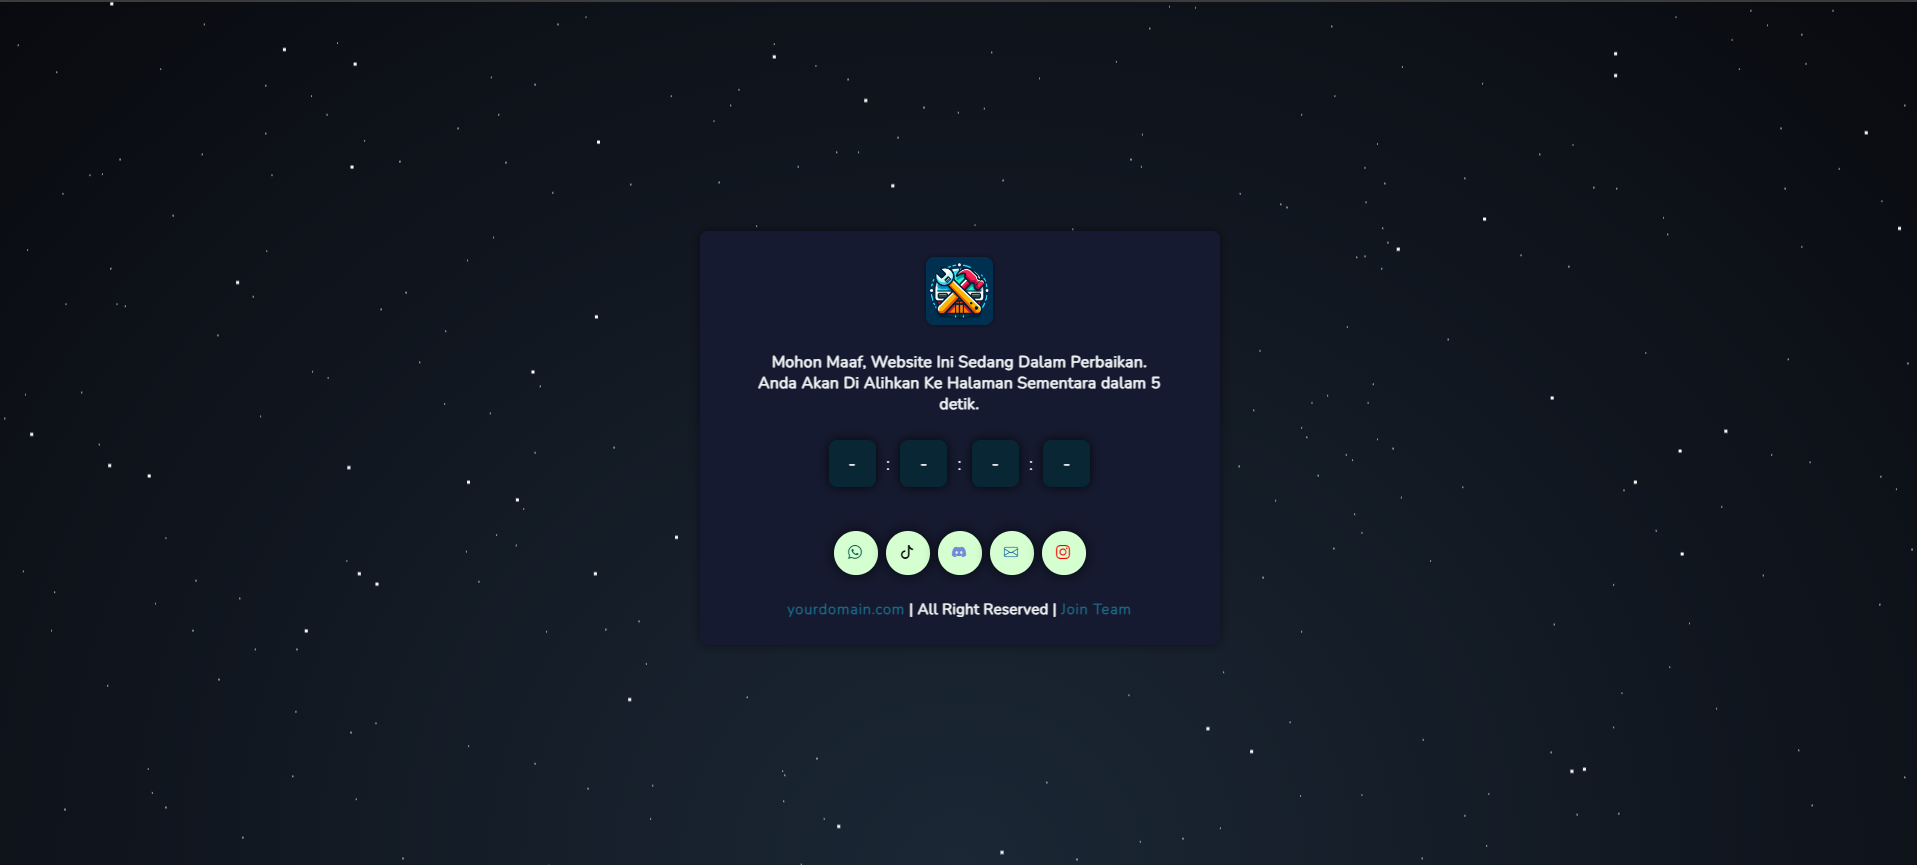 Mohon Maaf, Website Ini Sedang Dalam Perbaikan.
Anda Akan Di Alihkan Ke Halaman Sementara dalam 5
detik.
- : - : - : -
yourdomain.com | All Right Reserved | Join Team